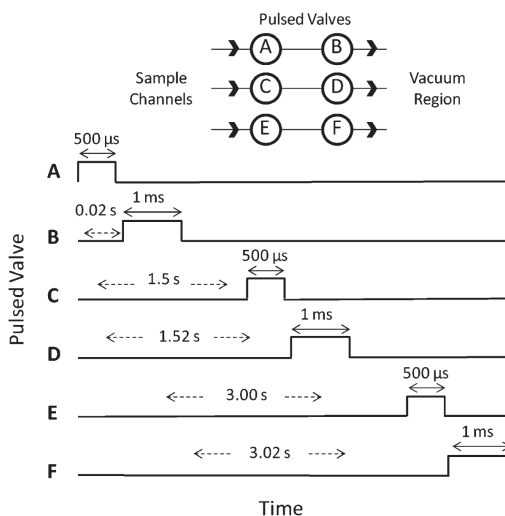 Pulsed Valves
A B
Sample Channels
C D
Vacuum Region
E F
500 µs
A
0.02 s 1 ms
B
500 µs
1.5 s
C
1 ms
1.52 s
D
500 µs
3.00 s
E
1 ms
3.02 s
F
Pulsed Valve
Time